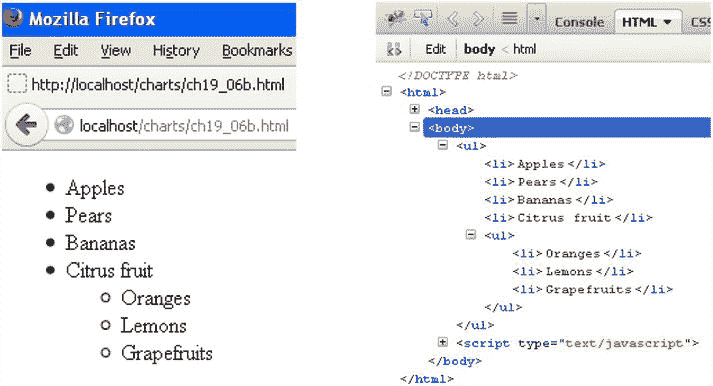 Mozilla Firefox
File Edit View History Bookmarks
http://localhost/charts/ch19_06b.html
localhost/charts/ch19_06b.html
Apples
Pears
Bananas
Citrus fruit
Oranges
Lemons
Grapefruits
Console HTML CSS
Edit body < html
<!DOCTYPE html>
<html>
<head>
<body>
<ul>
<li>Apples</li>
<li>Pears</li>
<li>Bananas</li>
<li>Citrus fruit</li>
<ul>
<li>Oranges</li>
<li>Lemons</li>
<li>Grapefruits</li>
</ul>
</ul>
<script type="text/javascript">
</body>
</html>